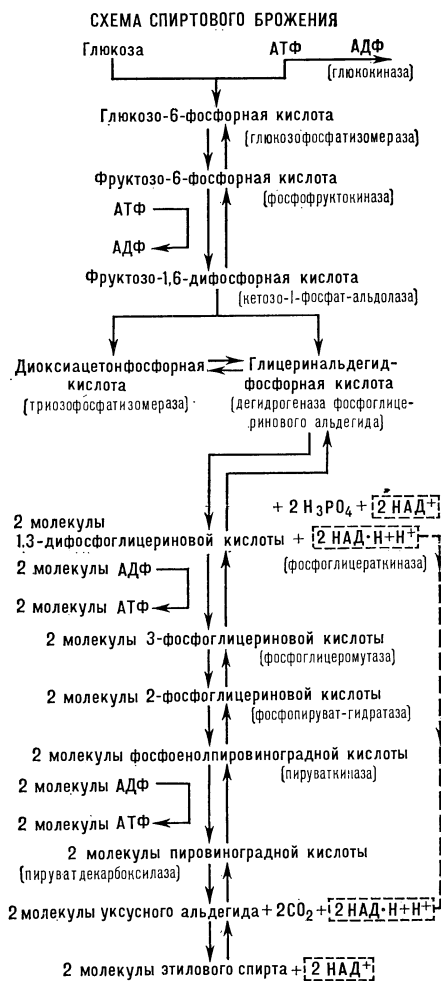 СХЕМА СПИРТОВОГО БРОЖЕНИЯ
Глюкоза АТФ АДФ
(глюкокиназа)
Глюкозо-6-фосфорная кислота
(глюкозофосфатизомераза)
Фруктозо-6-фосфорная кислота
(фосфофруктокиназа)
АТФ
АДФ
Фруктозо-1,6-дифосфорная кислота
(кетозо-1-фосфат-альдолаза)
Диоксиацетонфосфорная кислота
(триозофосфатизомераза)
Глицеринальдегид-
фосфорная кислота
(дегидрогеназа фосфоглице-
ринового альдегида)
+ 2 H₃PO₄ + 2 НАД⁺
2 молекулы
1,3-дифосфоглицериновой кислоты + 2 НАД·Н+Н⁺
(фосфоглицераткиназа)
2 молекулы АДФ
2 молекулы АТФ
2 молекулы 3-фосфоглицериновой кислоты
(фосфоглицеромутаза)
2 молекулы 2-фосфоглицериновой кислоты
(фосфопируват-гидратаза)
2 молекулы фосфоенолпировиноградной кислоты
(пируваткиназа)
2 молекулы АДФ
2 молекулы АТФ
2 молекулы пировиноградной кислоты
(пируват декарбоксилаза)
2 молекулы уксусного альдегида + 2CO₂ + 2 НАД·Н+Н⁺
2 молекулы этилового спирта + 2 НАД⁺